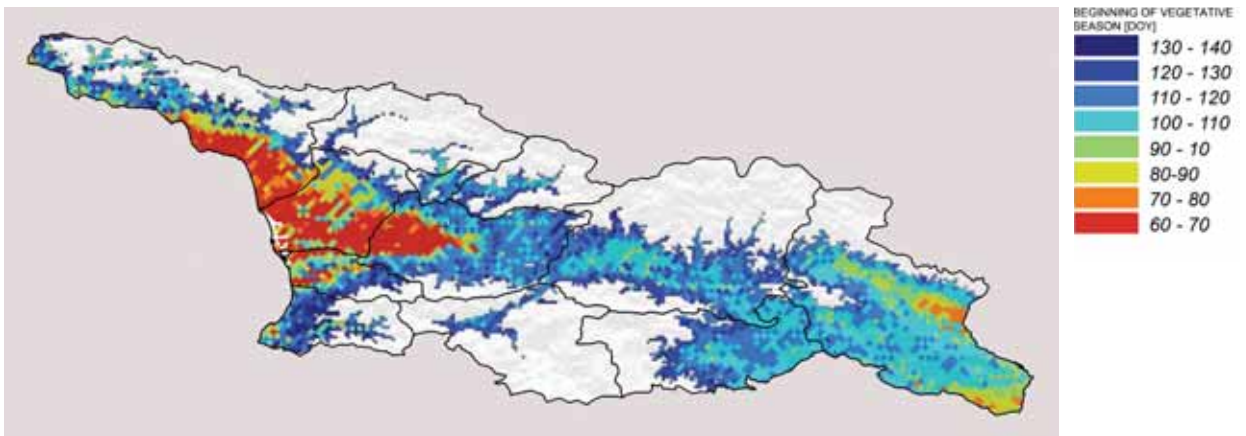 BEGINNING OF VEGETATIVE
SEASON [DOY]
130 - 140
120 - 130
110 - 120
100 - 110
90 - 10
80-90
70 - 80
60 - 70